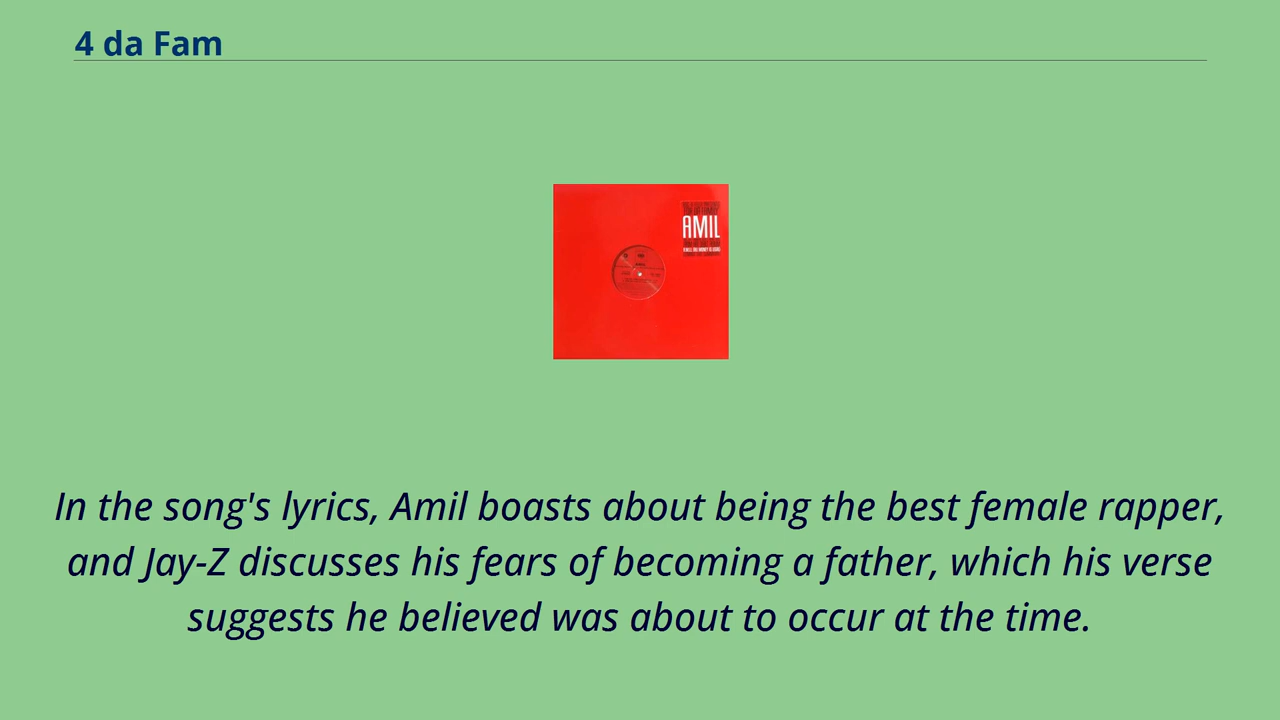 4 da Fam
AMIL
In the song's lyrics, Amil boasts about being the best female rapper,
and Jay-Z discusses his fears of becoming a father, which his verse
suggests he believed was about to occur at the time.